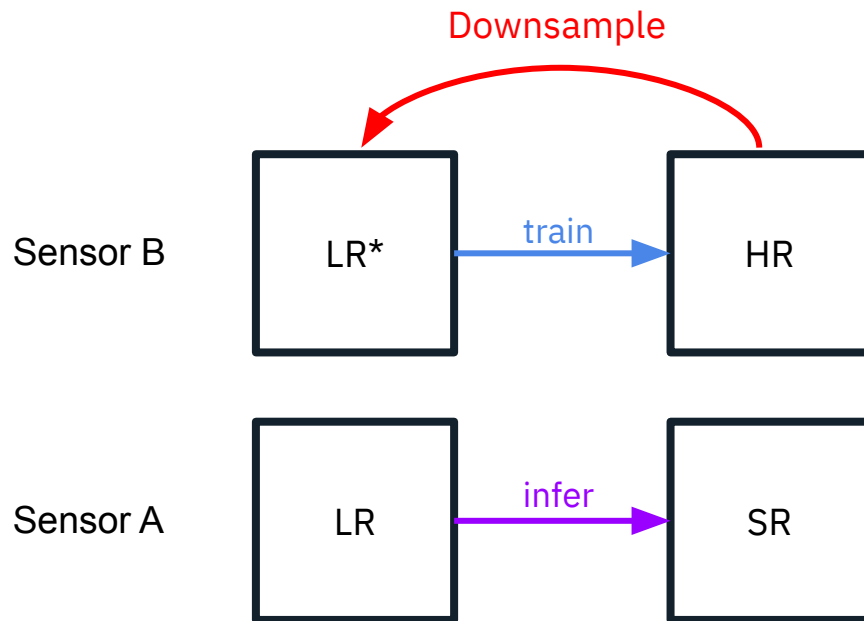 Downsample
Sensor B
LR*
train
HR
Sensor A
LR
infer
SR